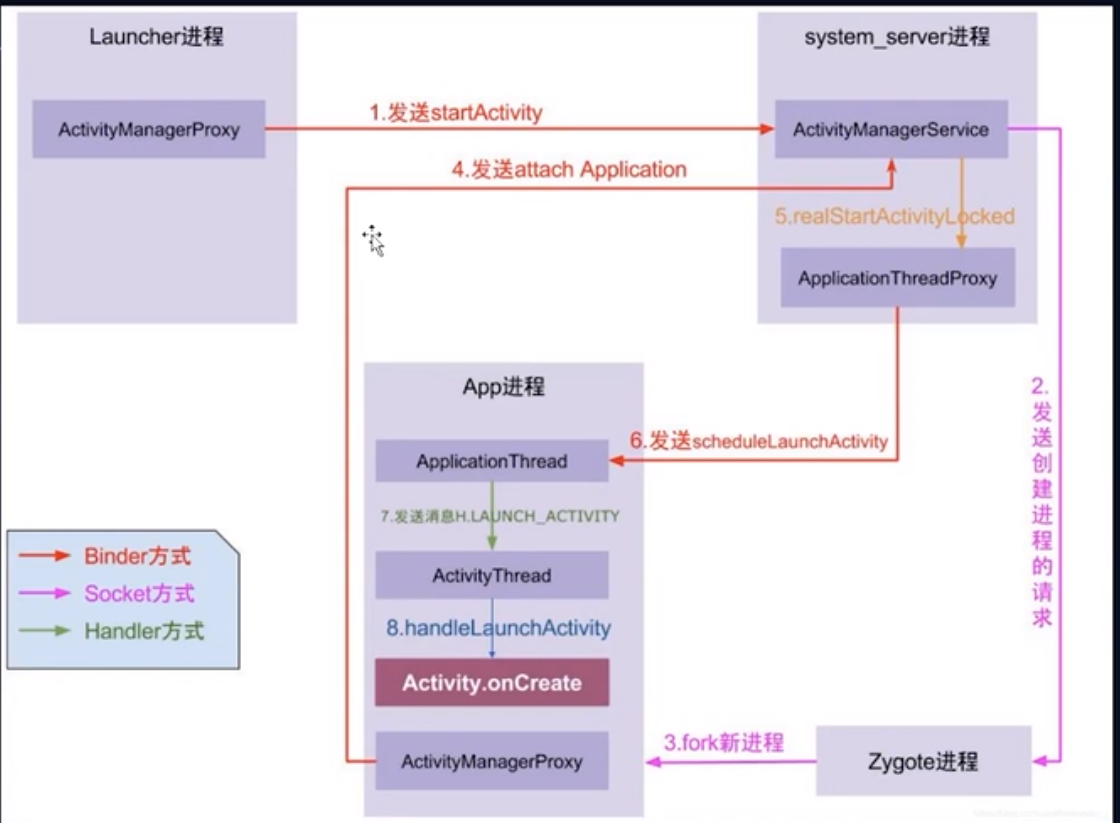 Launcher进程
system_server进程
ActivityManagerProxy
1.发送startActivity
ActivityManagerService
4.发送attach Application
5.realStartActivityLocked
ApplicationThreadProxy
App进程
2.发送创建进程的请求
6.发送scheduleLaunchActivity
ApplicationThread
7.发送消息H.LAUNCH_ACTIVITY
Binder方式
Socket方式
Handler方式
ActivityThread
8.handleLaunchActivity
Activity.onCreate
ActivityManagerProxy
3.fork新进程
Zygote进程